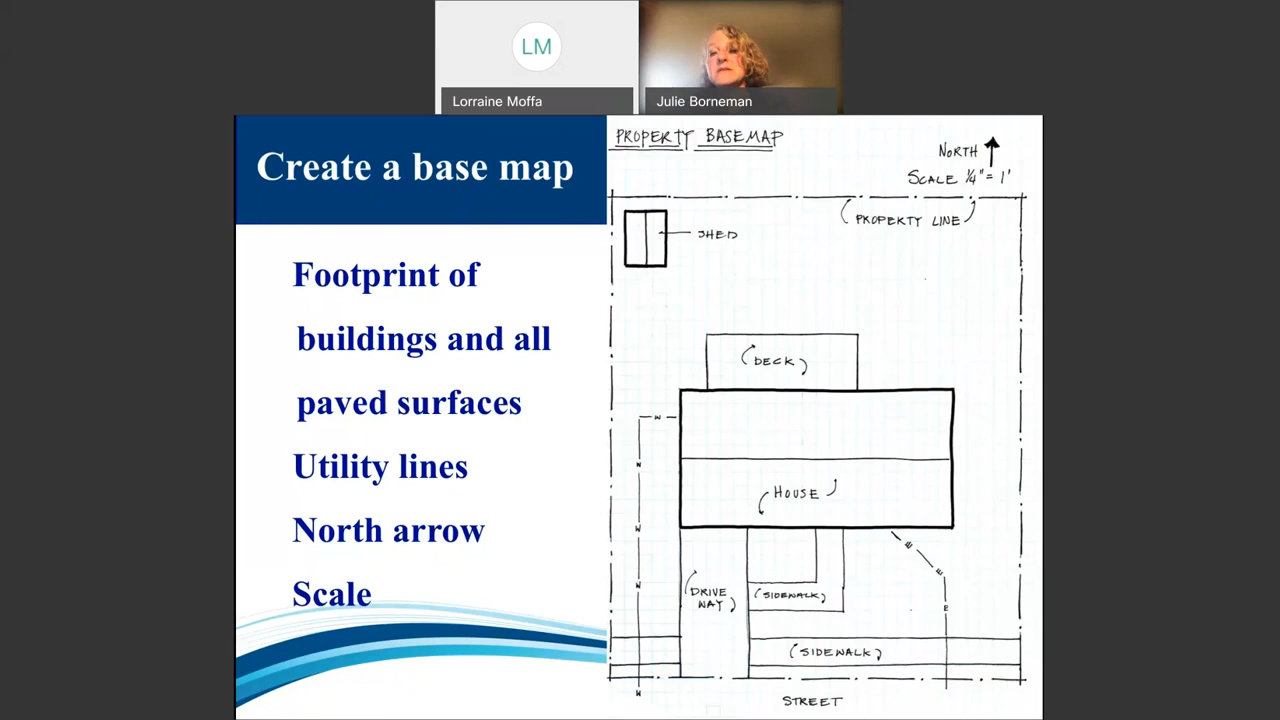 LM
Lorraine Moffa
Julie Borneman
Create a base map
Footprint of
buildings and all
paved surfaces
Utility lines
North arrow
Scale
PROPERTY BASEMAP
NORTH
SCALE 1/4" = 1'
PROPERTY LINE
SHED
DECK
W
W
HOUSE
W
E
E
W
DRIVE
WAY
SIDEWALK
E
SIDEWALK
W
STREET